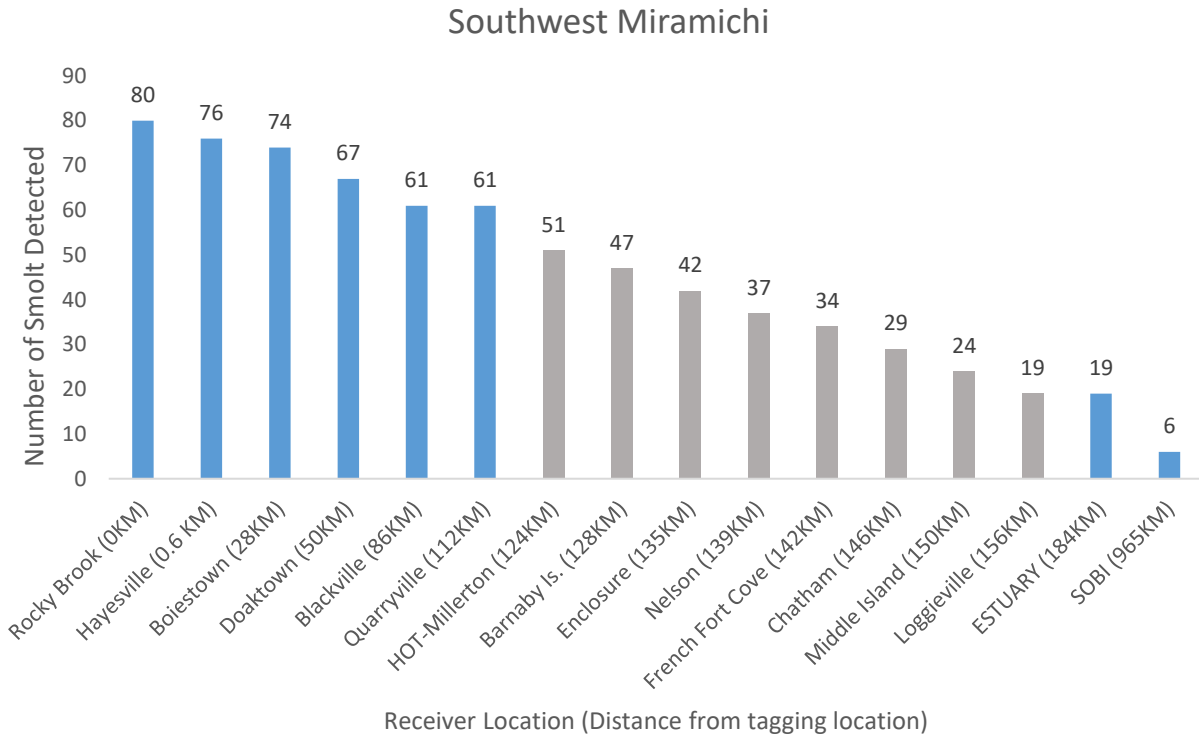 Southwest Miramichi
Number of Smolt Detected
90
80
70
60
50
40
30
20
10
0
80
76
74
67
61
61
51
47
42
37
34
29
24
19
19
6
Rocky Brook (0KM)
Hayesville (0.6 KM)
Boiestown (28KM)
Doaktown (50KM)
Blackville (86KM)
Quarryville (112KM)
HOT-Millerton (124KM)
Barnaby Is. (128KM)
Enclosure (135KM)
Nelson (139KM)
French Fort Cove (142KM)
Chatham (146KM)
Middle Island (150KM)
Loggieville (156KM)
ESTUARY (184KM)
SOBI (965KM)
Receiver Location (Distance from tagging location)